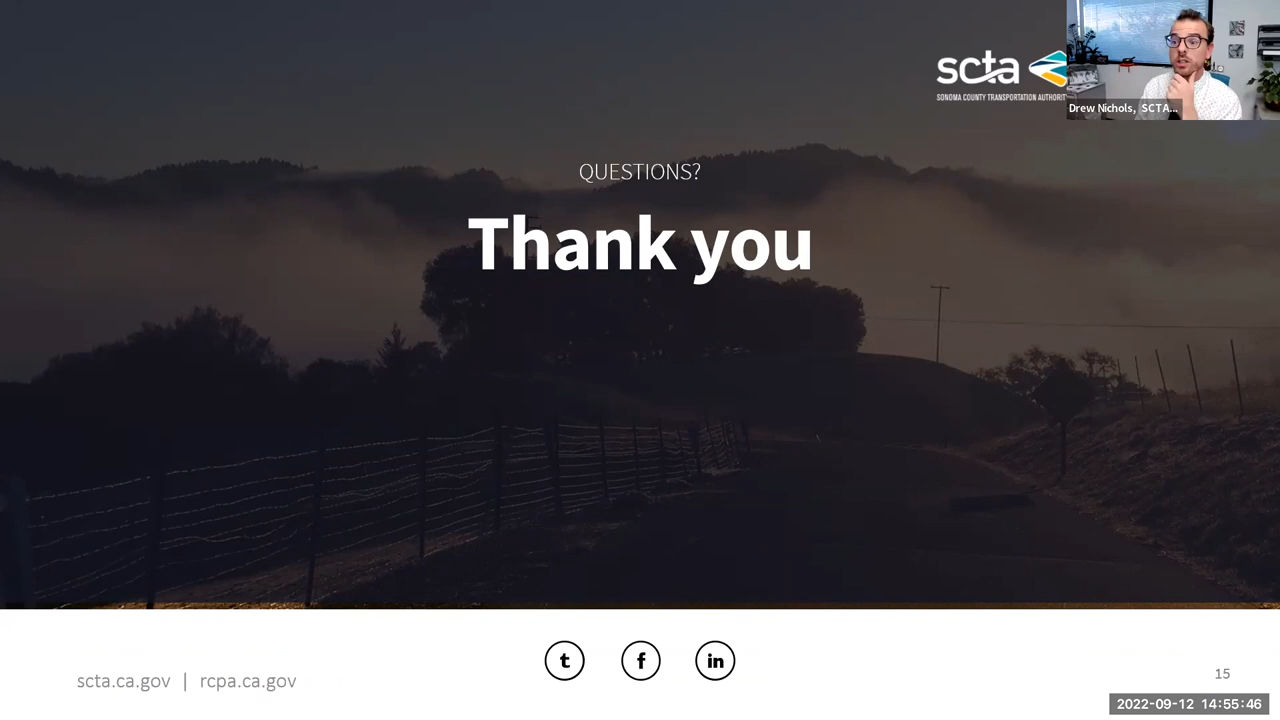 scta
SONOMA COUNTY TRANSPORTATION AUTHORIT
Drew Nichols, SCTA...
QUESTIONS?
Thank you
t f in
scta.ca.gov | rcpa.ca.gov
15
2022-09-12 14:55:46